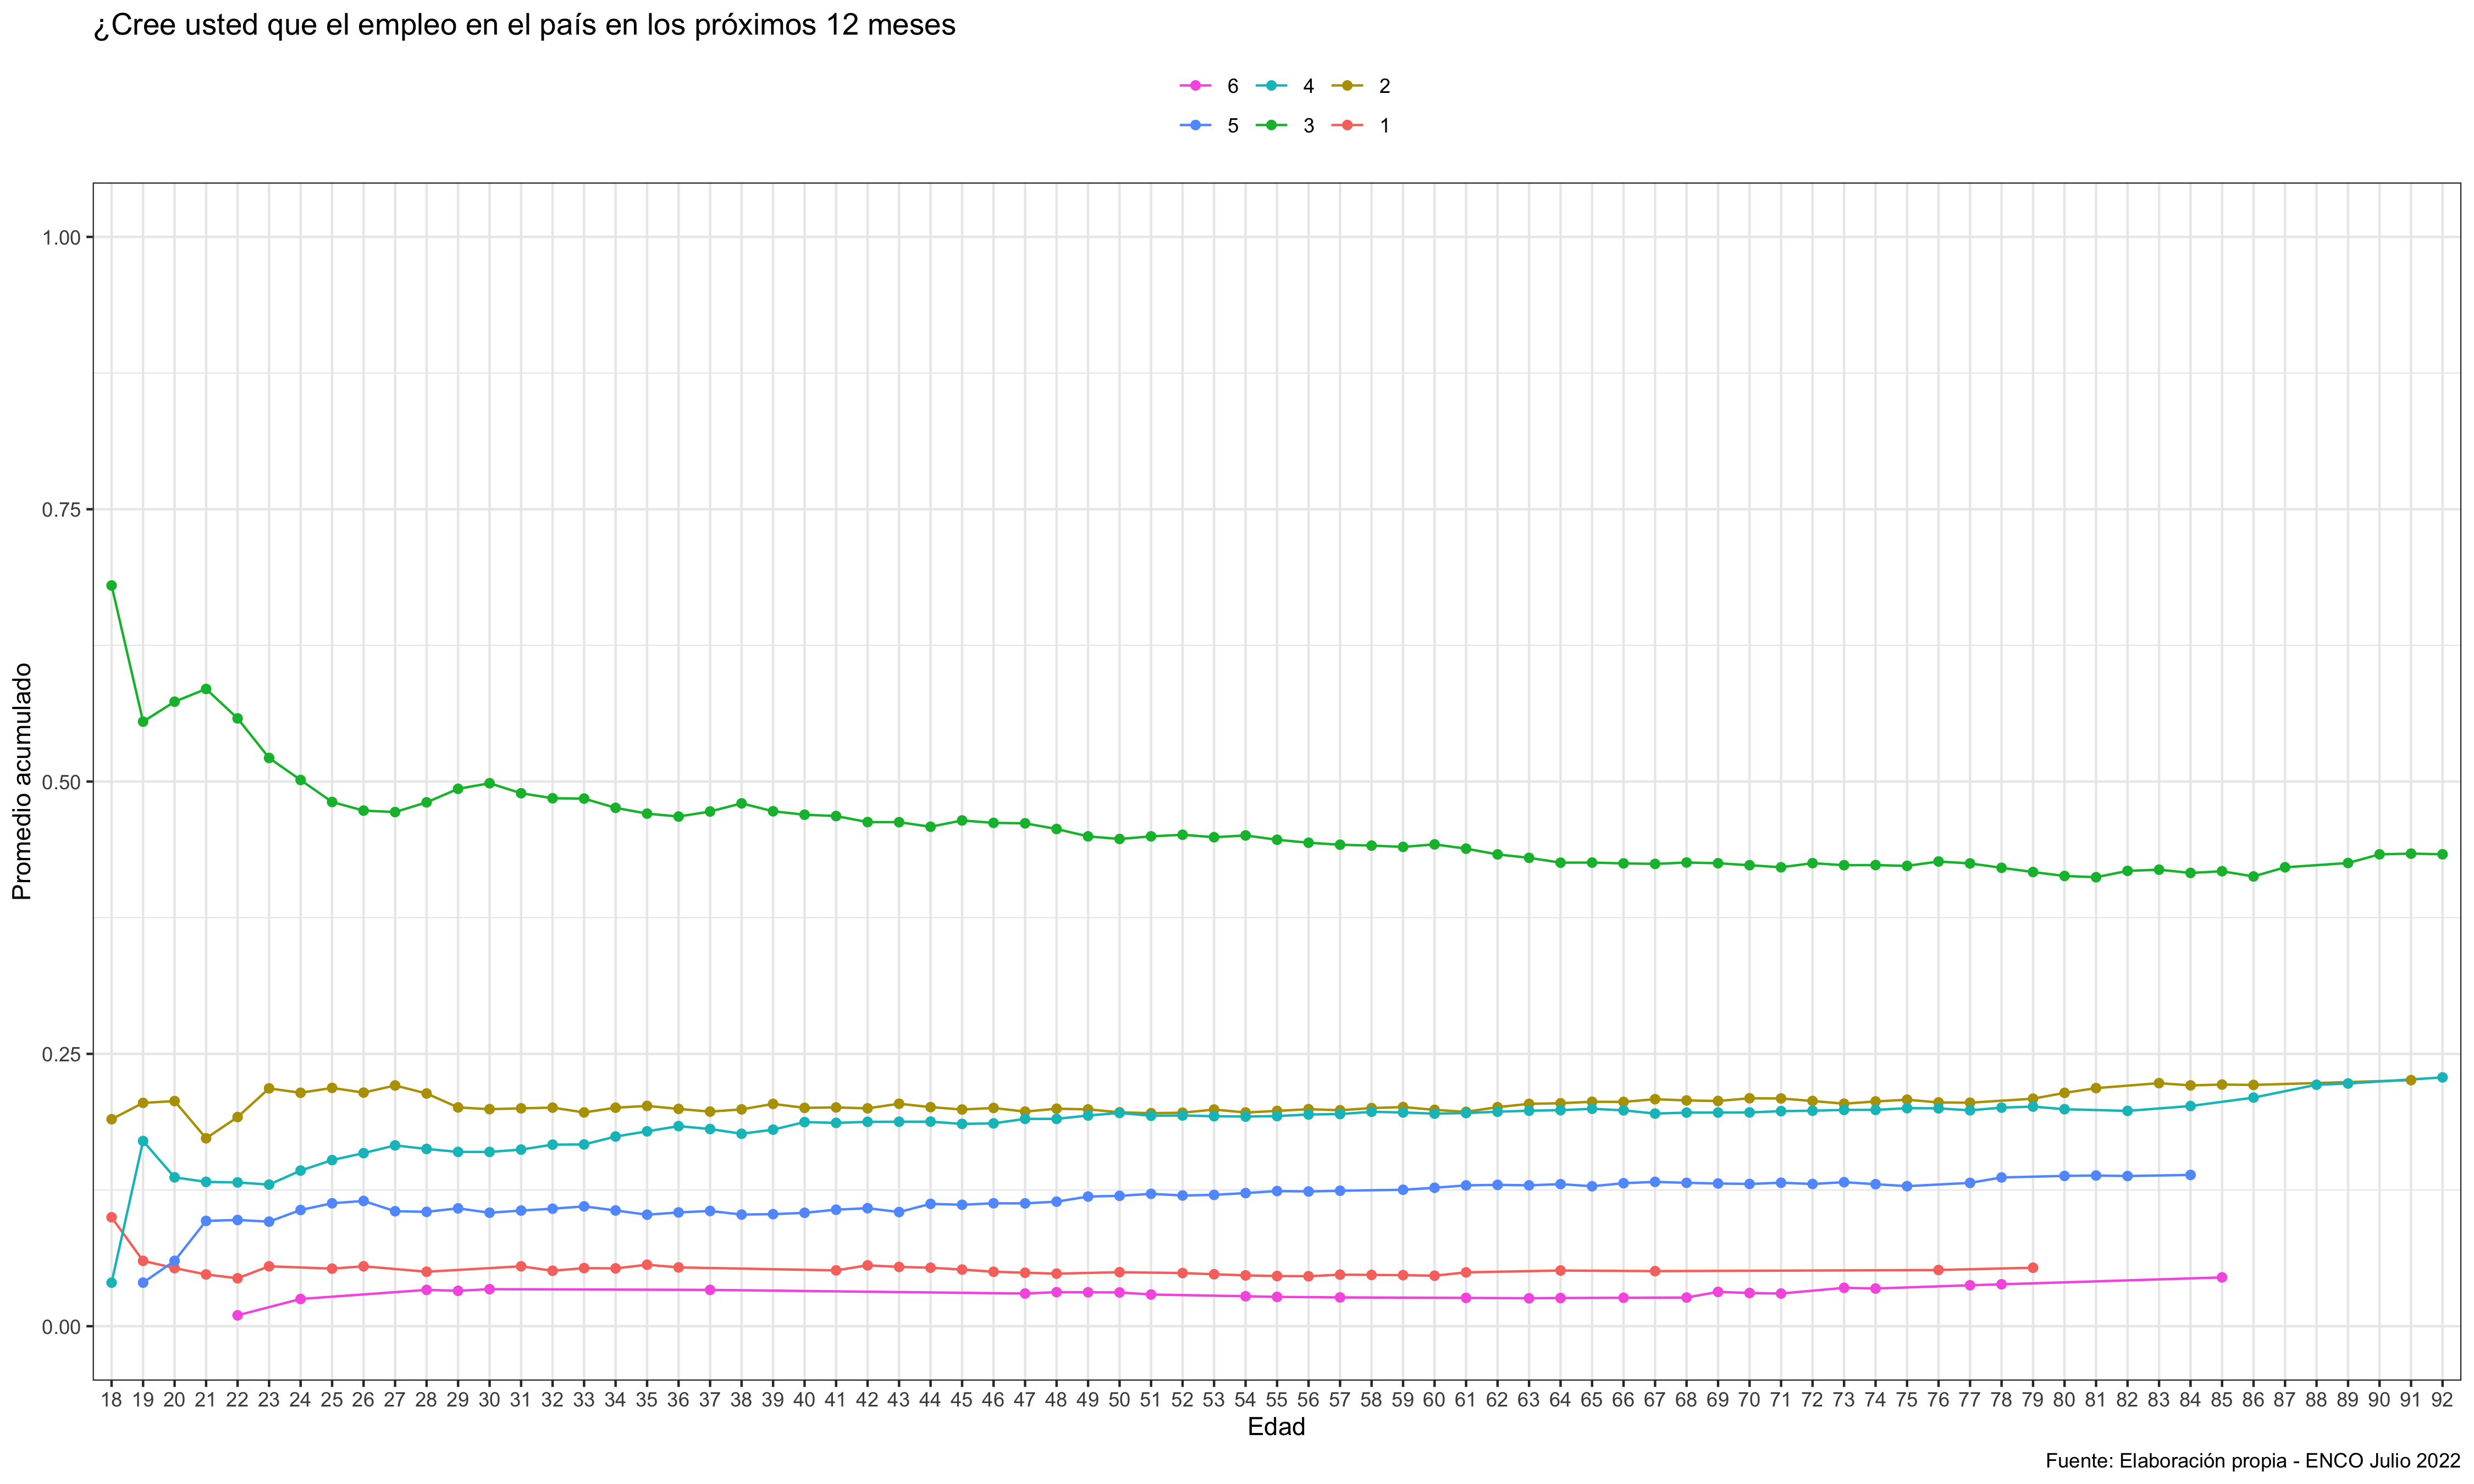 ¿Cree usted que el empleo en el país en los próximos 12 meses
6 4 2
5 3 1
Promedio acumulado
1.00
0.75
0.50
0.25
0.00
18 19 20 21 22 23 24 25 26 27 28 29 30 31 32 33 34 35 36 37 38 39 40 41 42 43 44 45 46 47 48 49 50 51 52 53 54 55 56 57 58 59 60 61 62 63 64 65 66 67 68 69 70 71 72 73 74 75 76 77 78 79 80 81 82 83 84 85 86 87 88 89 90 91 92
Edad
Fuente: Elaboración propia - ENCO Julio 2022